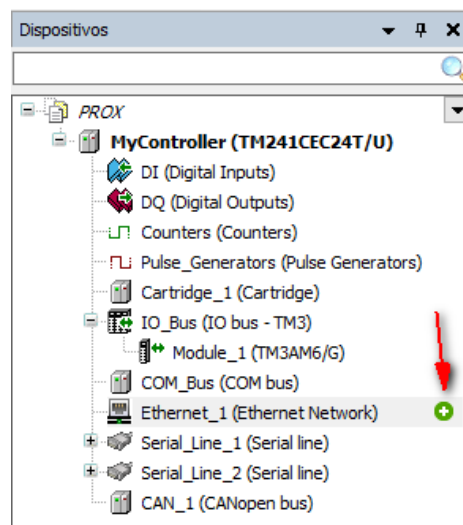 Dispositivos
PROX
MyController (TM241CEC24T/U)
DI (Digital Inputs)
DQ (Digital Outputs)
Counters (Counters)
Pulse_Generators (Pulse Generators)
Cartridge_1 (Cartridge)
IO_Bus (IO bus - TM3)
Module_1 (TM3AM6/G)
COM_Bus (COM bus)
Ethernet_1 (Ethernet Network)
Serial_Line_1 (Serial line)
Serial_Line_2 (Serial line)
CAN_1 (CANopen bus)